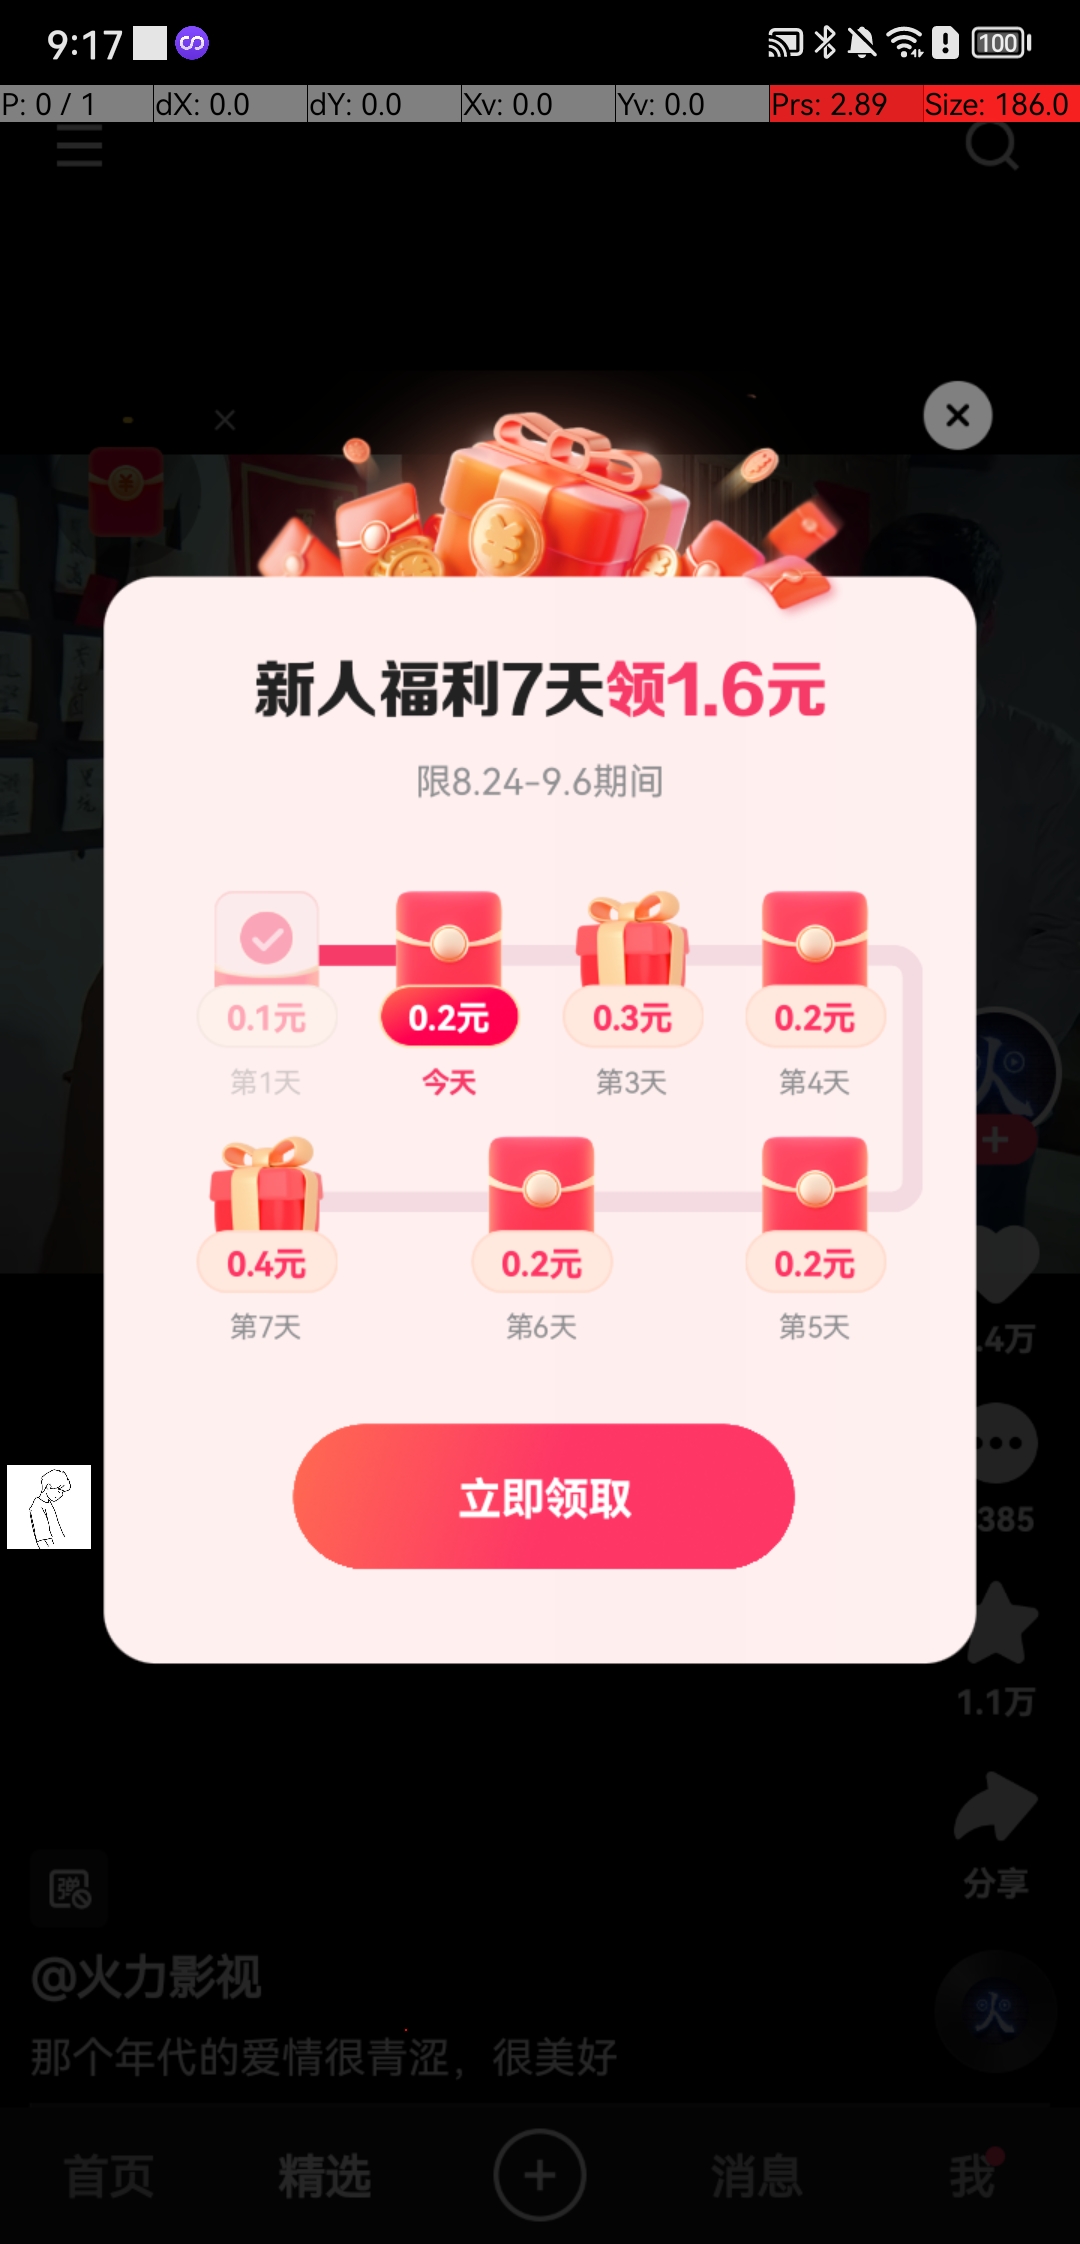 9:17
100
P: 0 / 1
dX: 0.0
dY: 0.0
Xv: 0.0
Yv: 0.0
Prs: 2.89
Size: 186.0
新人福利7天领1.6元
限8.24-9.6期间
0.1元
0.2元
0.3元
0.2元
第1天
今天
第3天
第4天
0.4元
0.2元
0.2元
第7天
第6天
第5天
立即领取
.4万
385
1.1万
分享
弹
@火力影视
火
那个年代的爱情很青涩，很美好
首页
精选
消息
我